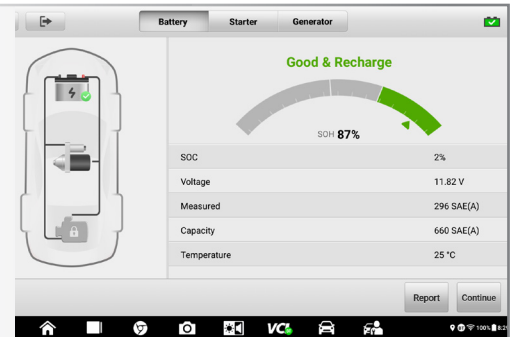 Battery Starter Generator
Good & Recharge
SOH 87%
SOC 2%
Voltage 11.82 V
Measured 296 SAE(A)
Capacity 660 SAE(A)
Temperature 25 °C
Report Continue
VCI 100%